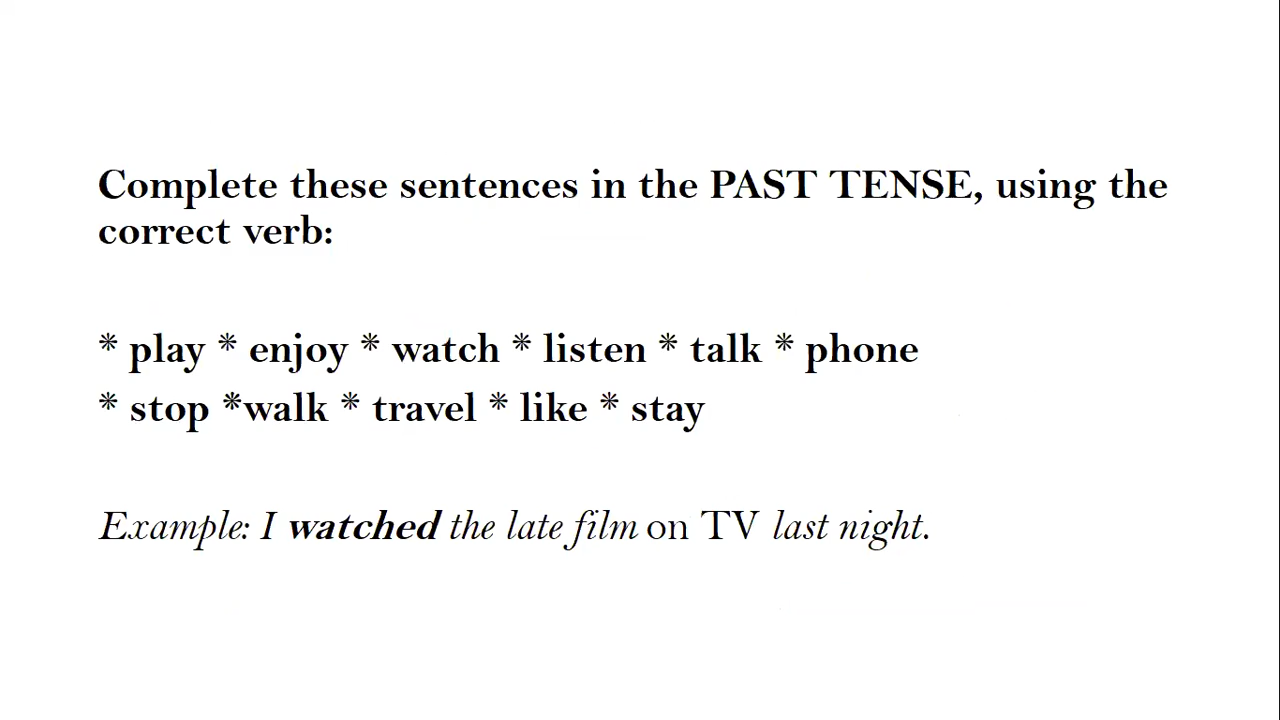 Complete these sentences in the PAST TENSE, using the
correct verb:
* play * enjoy * watch * listen * talk * phone
* stop *walk * travel * like * stay
Example: I watched the late film on TV last night.